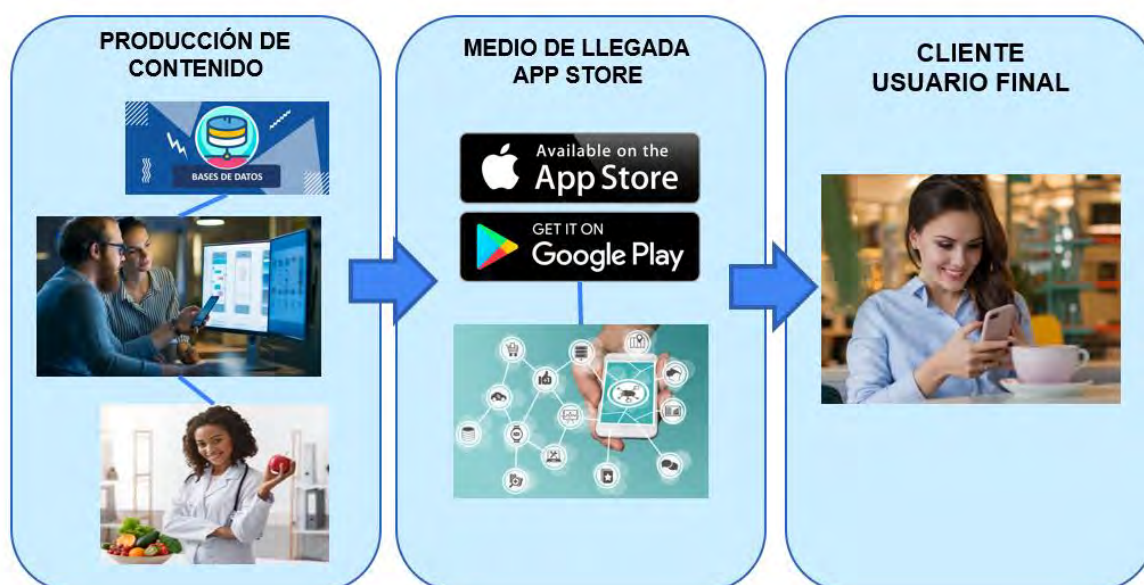 PRODUCCIÓN DE
CONTENIDO
BASES DE DATOS
MEDIO DE LLEGADA
APP STORE
Available on the
App Store
GET IT ON
Google Play
CLIENTE
USUARIO FINAL